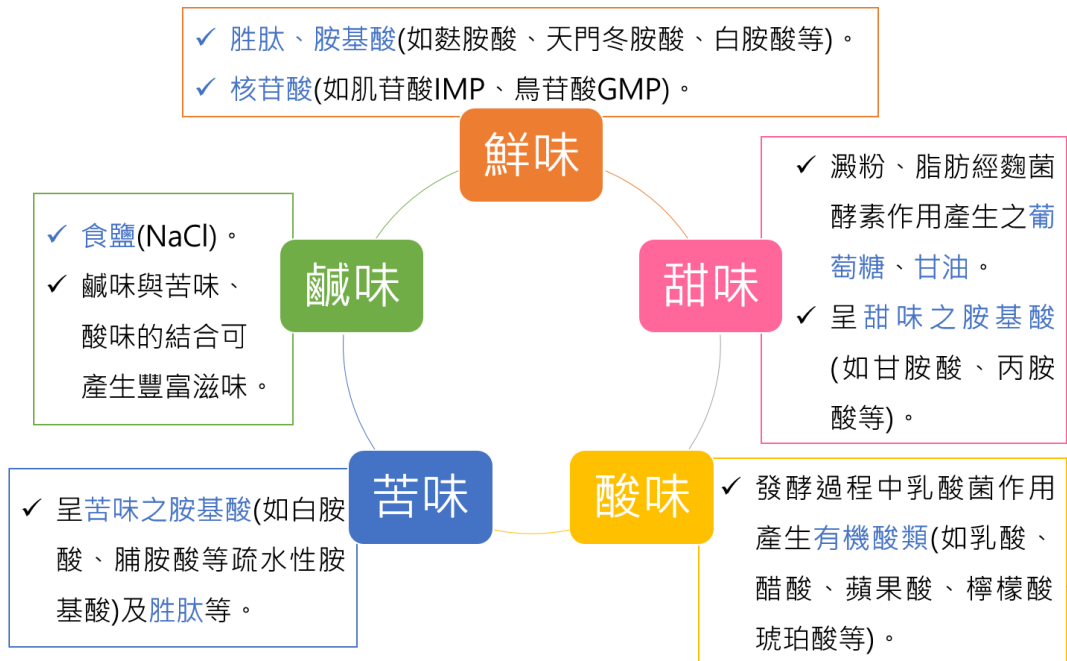 ✓ 胜肽、胺基酸(如麩胺酸、天門冬胺酸、白胺酸等)。
✓ 核苷酸(如肌苷酸IMP、鳥苷酸GMP)。
鮮味
✓ 澱粉、脂肪經麴菌
酵素作用產生之葡
萄糖、甘油。
✓ 呈甜味之胺基酸
(如甘胺酸、丙胺
酸等)。
甜味
✓ 食鹽(NaCl)。
✓ 鹹味與苦味、
酸味的結合可
產生豐富滋味。
鹹味
✓ 呈苦味之胺基酸(如白胺
酸、脯胺酸等疏水性胺
基酸)及胜肽等。
苦味
酸味
✓ 發酵過程中乳酸菌作用
產生有機酸類(如乳酸、
醋酸、蘋果酸、檸檬酸
琥珀酸等)。